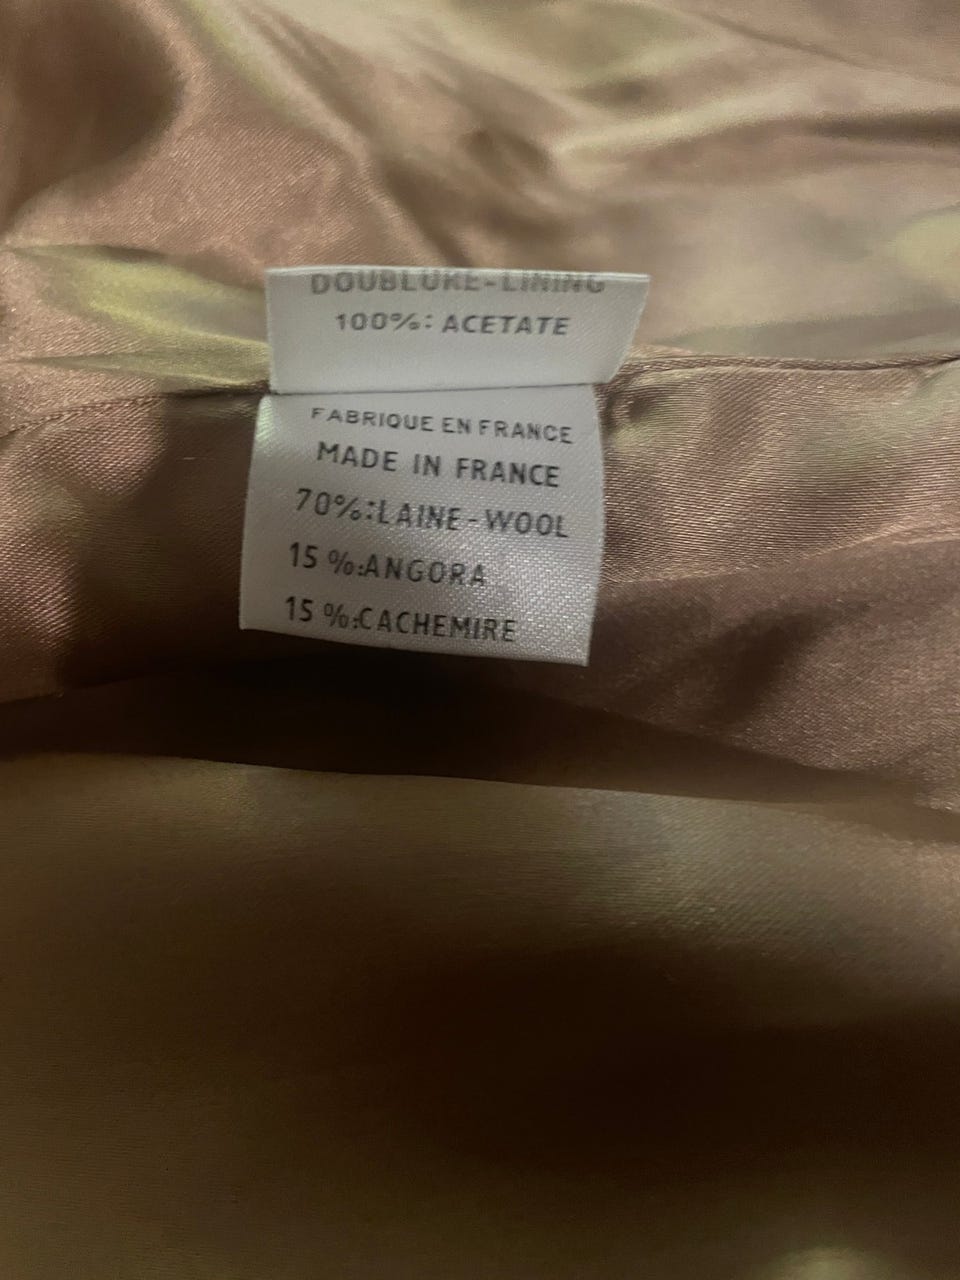 DOUBLURE-LINING
100%: ACETATE
FABRIQUE EN FRANCE
MADE IN FRANCE
70%:LAINE-WOOL
15 %:ANGORA
15 %:CACHEMIRE